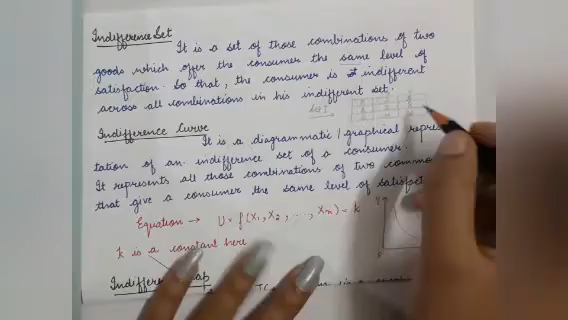 Indifference Set
It is a set of those combinations of two
goods which offer the consumer the same level of
satisfaction. So that, the consumer is indifferent
across all combinations in his indifferent set.
Set I
Indifference Curve
It is a diagrammatic / graphical repres
tation of an indifference set of a consumer.
It represents all those combinations of two commo
that give a consumer the same level of satisfact
Equation → U = f(X₁, X₂, ..., Xn) = k
k is a constant here
Y